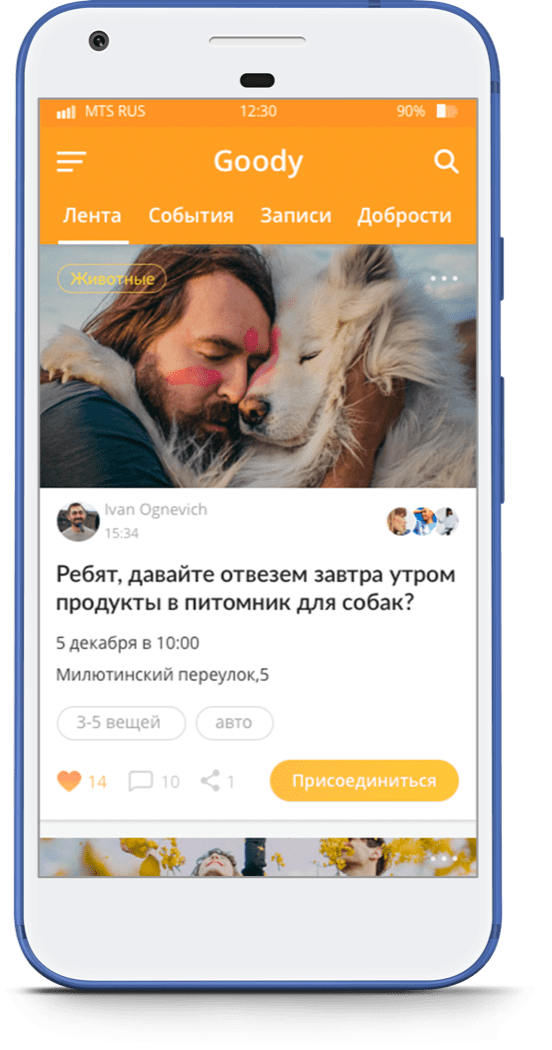 MTS RUS 12:30 90%
Goody
Лента События Записи Добрости
Животные
Ivan Ognevich
15:34
Ребят, давайте отвезем завтра утром
продукты в питомник для собак?
5 декабря в 10:00
Милютинский переулок,5
3-5 вещей авто
14 10 1 Присоединиться